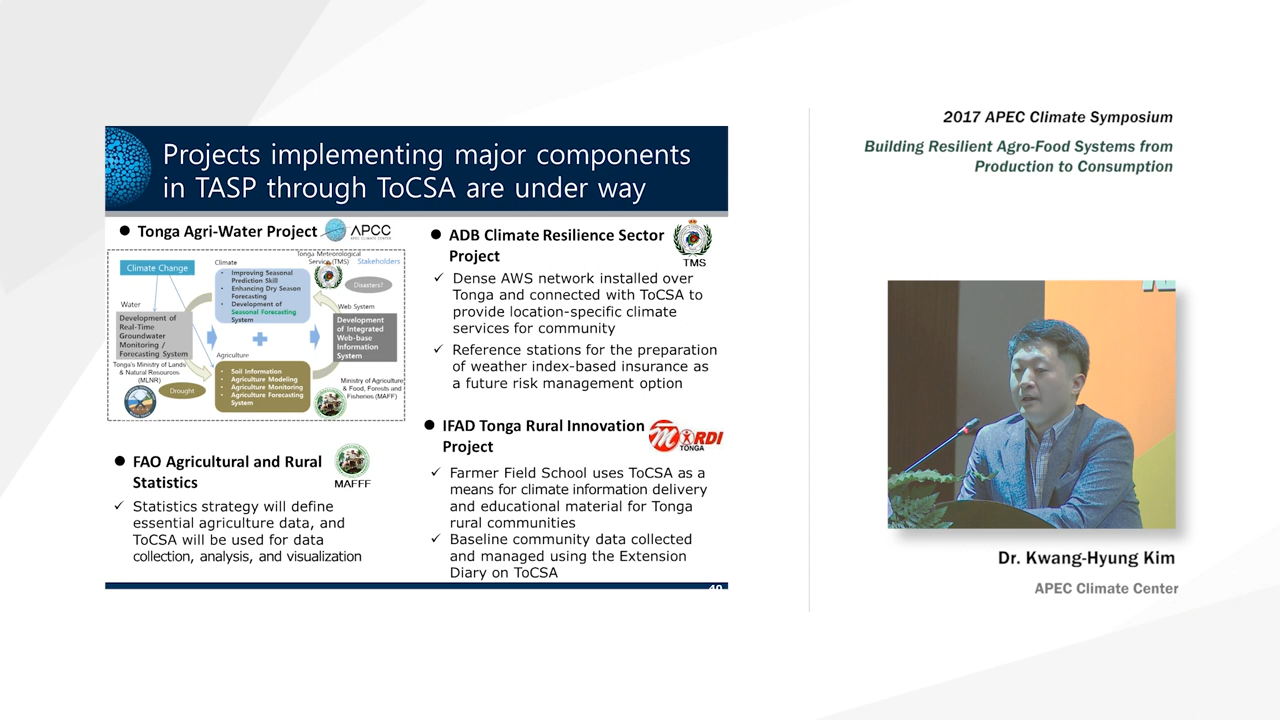 Projects implementing major components
in TASP through ToCSA are under way
● Tonga Agri-Water Project
APCC
APEC CLIMATE CENTER
Climate Change
Climate
Tonga Meteorological
Service (TMS)
Stakeholders
• Improving Seasonal
Prediction Skill
• Enhancing Dry Season
Forecasting
• Development of
Seasonal Forecasting
System
Disasters?
Water
Web System
Development of
Real-Time
Groundwater
Monitoring /
Forecasting System
Development
of Integrated
Web-base
Information
System
Agriculture
Tonga's Ministry of Lands
& Natural Resources
(MLNR)
• Soil Information
• Agriculture Modeling
• Agriculture Monitoring
• Agriculture Forecasting
System
Drought
Ministry of Agriculture
& Food, Forests and
Fisheries (MAFF)
● FAO Agricultural and Rural
Statistics
MAFFF
✓ Statistics strategy will define
essential agriculture data, and
ToCSA will be used for data
collection, analysis, and visualization
● ADB Climate Resilience Sector
Project
TMS
✓ Dense AWS network installed over
Tonga and connected with ToCSA to
provide location-specific climate
services for community
✓ Reference stations for the preparation
of weather index-based insurance as
a future risk management option
● IFAD Tonga Rural Innovation
Project
MORDI
TONGA
✓ Farmer Field School uses ToCSA as a
means for climate information delivery
and educational material for Tonga
rural communities
✓ Baseline community data collected
and managed using the Extension
Diary on ToCSA
40
2017 APEC Climate Symposium
Building Resilient Agro-Food Systems from
Production to Consumption
Dr. Kwang-Hyung Kim
APEC Climate Center